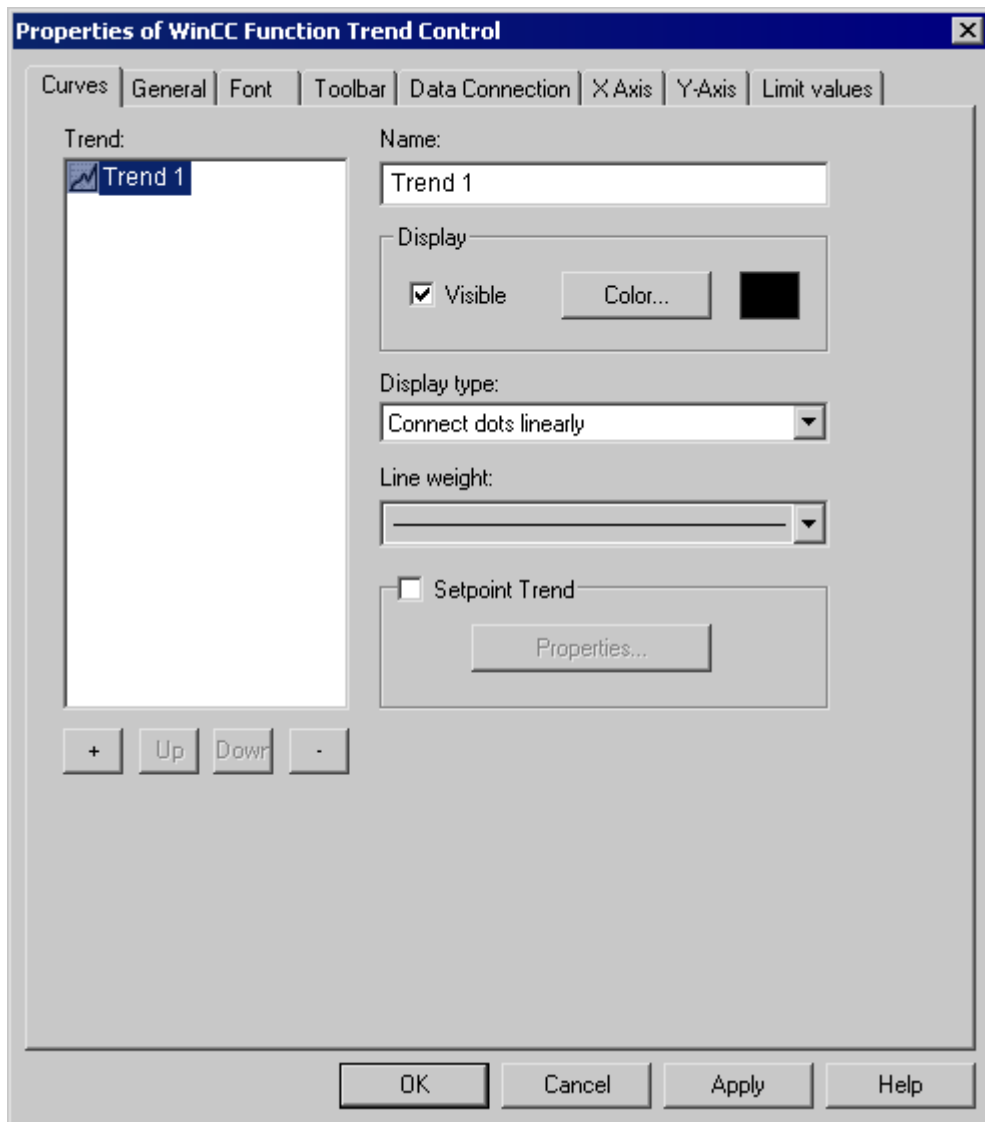 Properties of WinCC Function Trend Control
Curves General Font Toolbar Data Connection X Axis Y-Axis Limit values
Trend:
Trend 1
Name:
Trend 1
Display
Visible
Color...
Display type:
Connect dots linearly
Line weight:
Setpoint Trend
Properties...
+ Up Down -
OK Cancel Apply Help